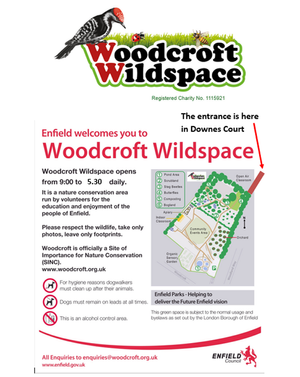 Woodcroft
Wildspace
Registered Charity No. 1115921
The entrance is here
in Downes Court
Enfield welcomes you to
Woodcroft Wildspace
Woodcroft Wildspace opens
from 9:00 to 5.30 daily.
It is a nature conservation area
run by volunteers for the
education and enjoyment of the
people of Enfield.
Please respect the wildlife, take only
photos, leave only footprints.
Woodcroft is officially a Site of
Importance for Nature Conservation
(SINC).
www.woodcroft.org.uk
For hygiene reasons dogwalkers
must clean up after their animals.
Dogs must remain on leads at all times.
This is an alcohol control area.
Pond Area
Stag Beetles
Butterflies
Composting
Open Air
Classroom
Community
Events Area
Orchard
Organic
Sensory
Garden
Enfield Parks - Helping to
deliver the Future Enfield vision
This green space is subject to the normal usage and
byelaws as set out by the London Borough of Enfield
All Enquiries to enquiries@woodcroft.org.uk
www.enfield.gov.uk
ENFIELD
Council